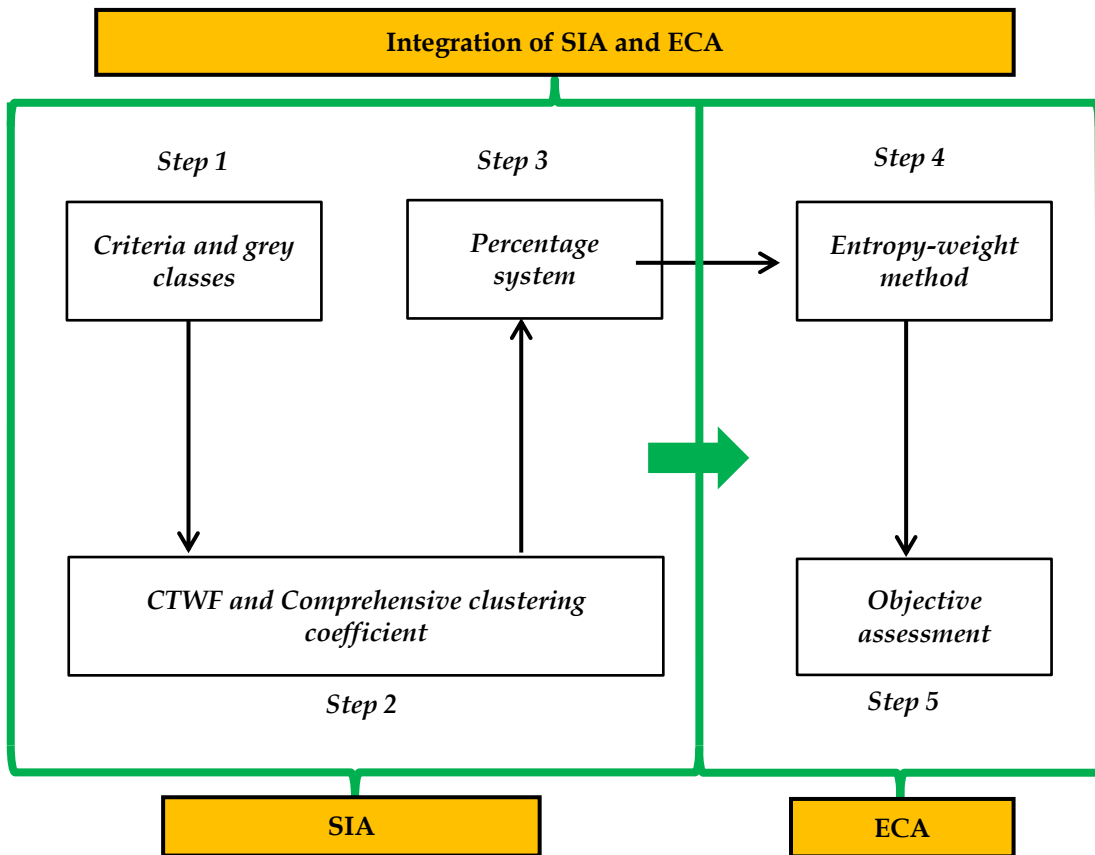 Integration of SIA and ECA
Step 1
Step 3
Step 4
Criteria and grey
classes
Percentage
system
Entropy-weight
method
CTWF and Comprehensive clustering
coefficient
Objective
assessment
Step 2
Step 5
SIA
ECA